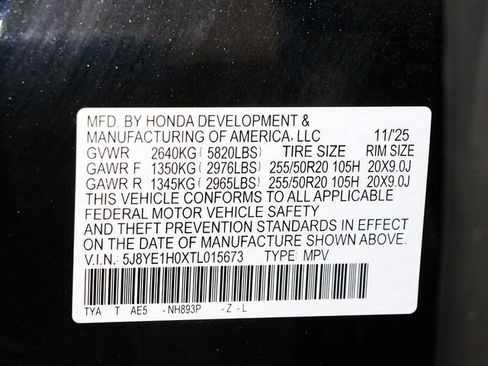 MFD. BY HONDA DEVELOPMENT &
MANUFACTURING OF AMERICA, LLC 11/'25
GVWR 2640KG( 5820LBS) TIRE SIZE RIM SIZE
GAWR F 1350KG( 2976LBS) 255/50R20 105H 20X9.0J
GAWR R 1345KG( 2965LBS) 255/50R20 105H 20X9.0J
THIS VEHICLE CONFORMS TO ALL APPLICABLE
FEDERAL MOTOR VEHICLE SAFETY
AND THEFT PREVENTION STANDARDS IN EFFECT
ON THE DATE OF MANUFACTURE SHOWN ABOVE.
V.I.N.: 5J8YE1H0XTL015673 TYPE: MPV
TYA T AE5 -NH893P -Z-L